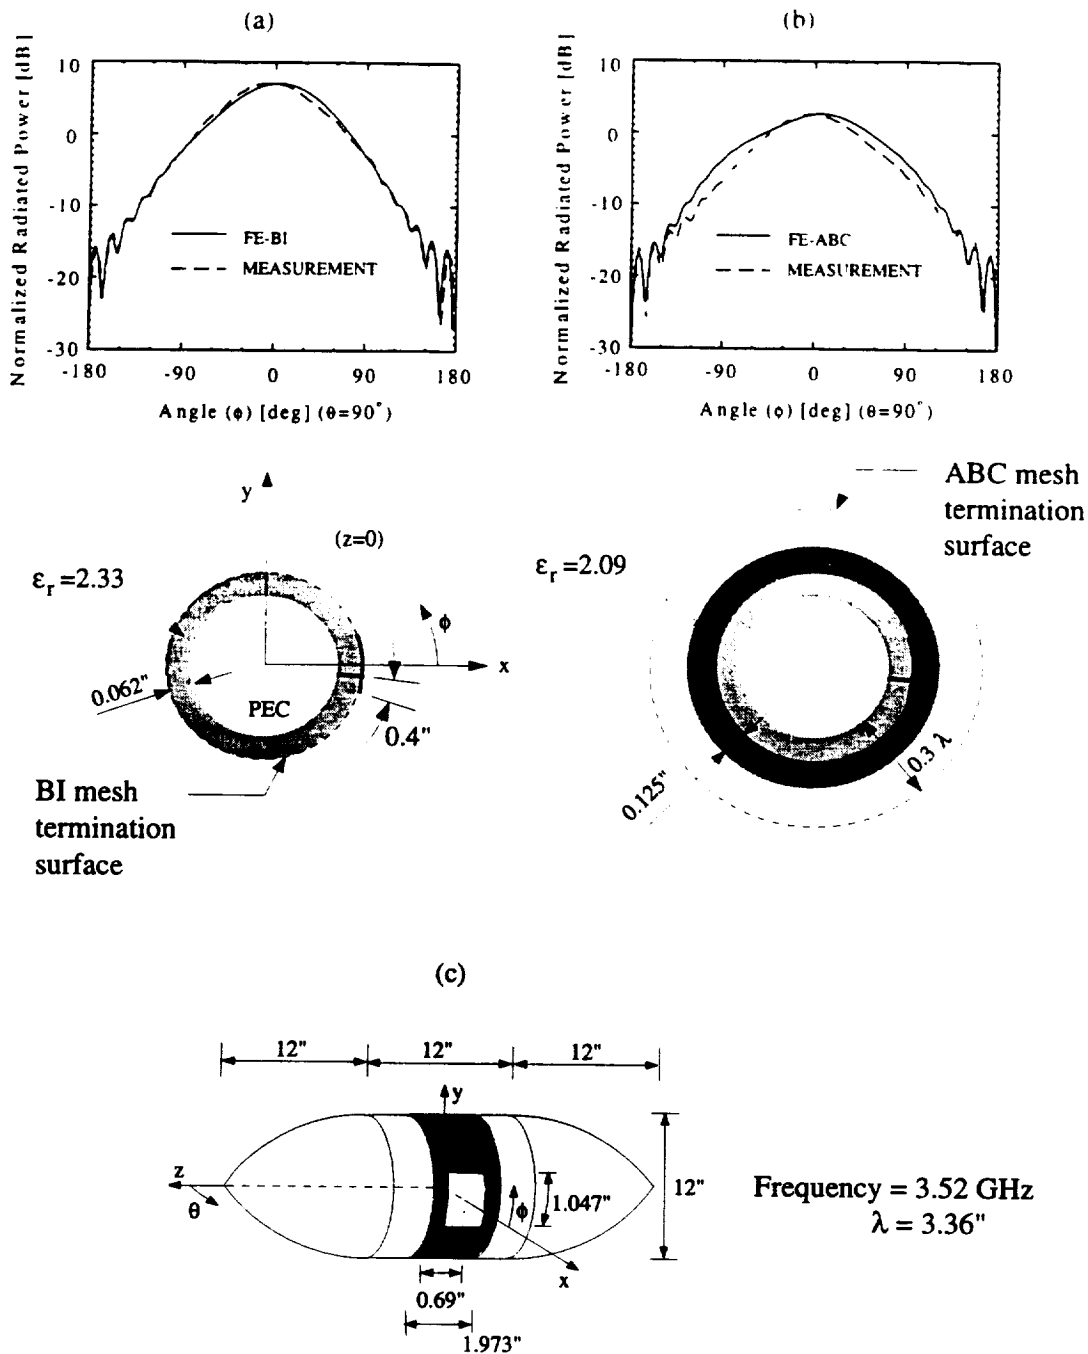 (a)
Normalized Radiated Power [dB]
10
0
-10
-20
-30
FE-BI
MEASUREMENT
-180 -90 0 90 180
Angle (ϕ) [deg] (θ=90°)
(b)
Normalized Radiated Power [dB]
10
0
-10
-20
-30
FE-ABC
MEASUREMENT
-180 -90 0 90 180
Angle (ϕ) [deg] (θ=90°)
y
(z=0)
εr=2.33
ϕ
x
0.062"
PEC
0.4"
BI mesh
termination
surface
ABC mesh
termination
surface
εr=2.09
0.3 λ
0.125"
(c)
12" 12" 12"
y
z
θ
ϕ
1.047"
12"
x
0.69"
1.973"
Frequency = 3.52 GHz
λ = 3.36"